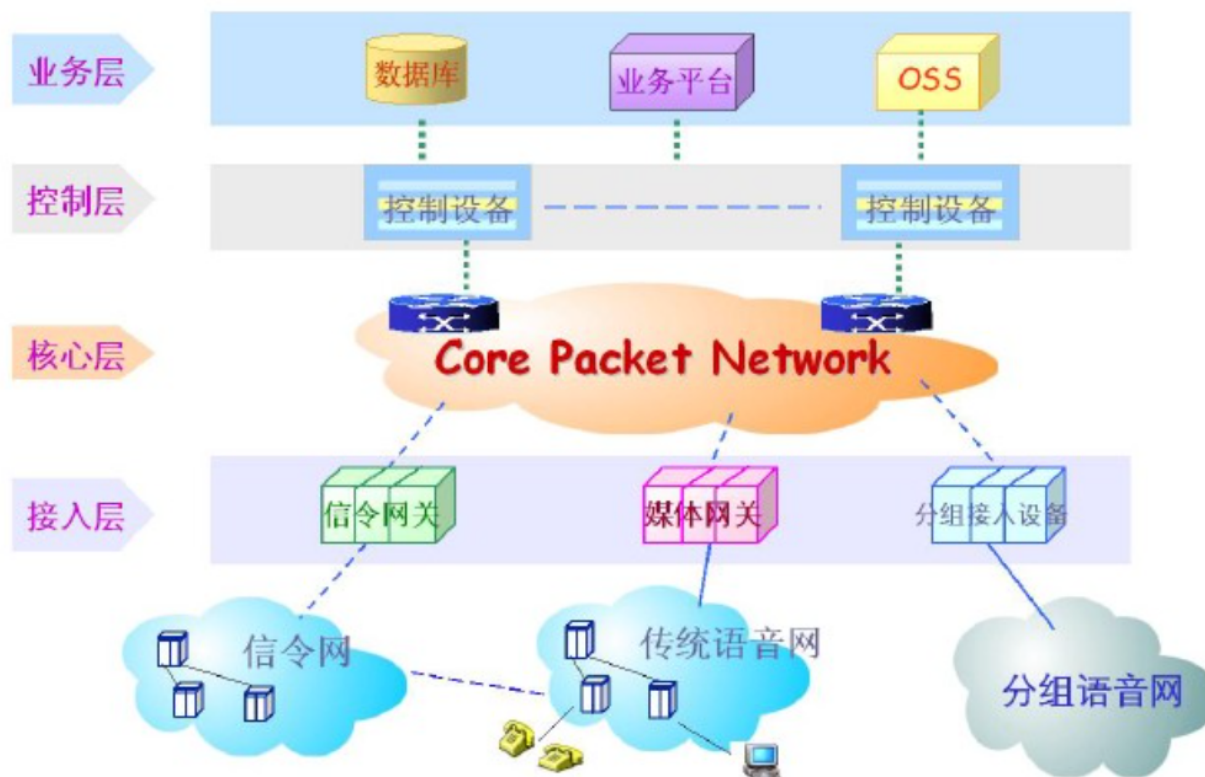 业务层
数据库
业务平台
OSS
控制层
控制设备
控制设备
核心层
Core Packet Network
接入层
信令网关
媒体网关
分组接入设备
信令网
传统语音网
分组语音网